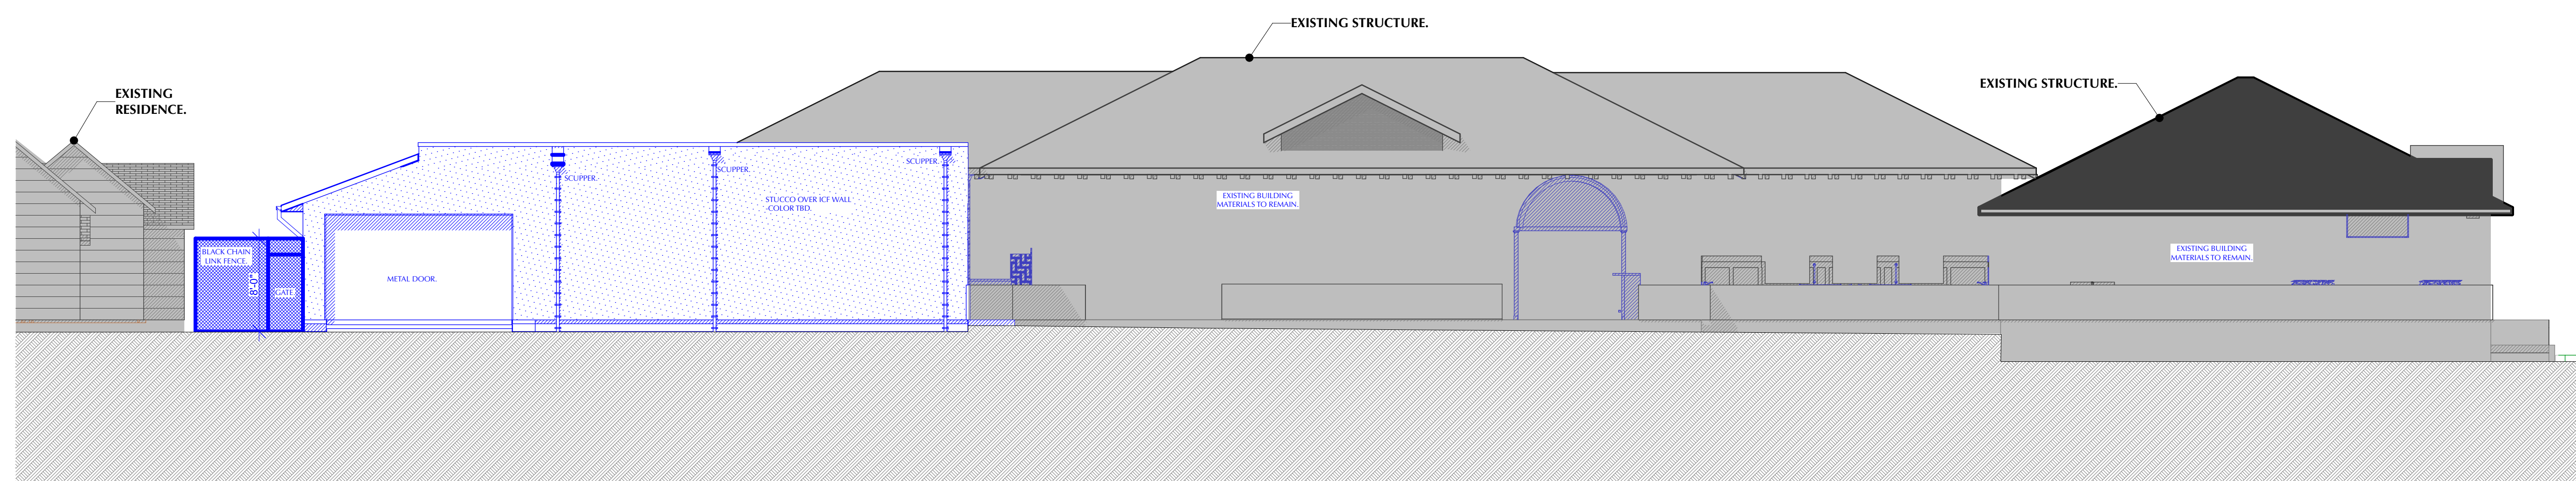 EXISTING STRUCTURE.
EXISTING
RESIDENCE.
EXISTING STRUCTURE.
SCUPPER.
SCUPPER.
SCUPPER.
STUCCO OVER ICF WALL
-COLOR TBD.
EXISTING BUILDING
MATERIALS TO REMAIN.
BLACK CHAIN
LINK FENCE.
8'-0"
GATE.
METAL DOOR.
EXISTING BUILDING
MATERIALS TO REMAIN.